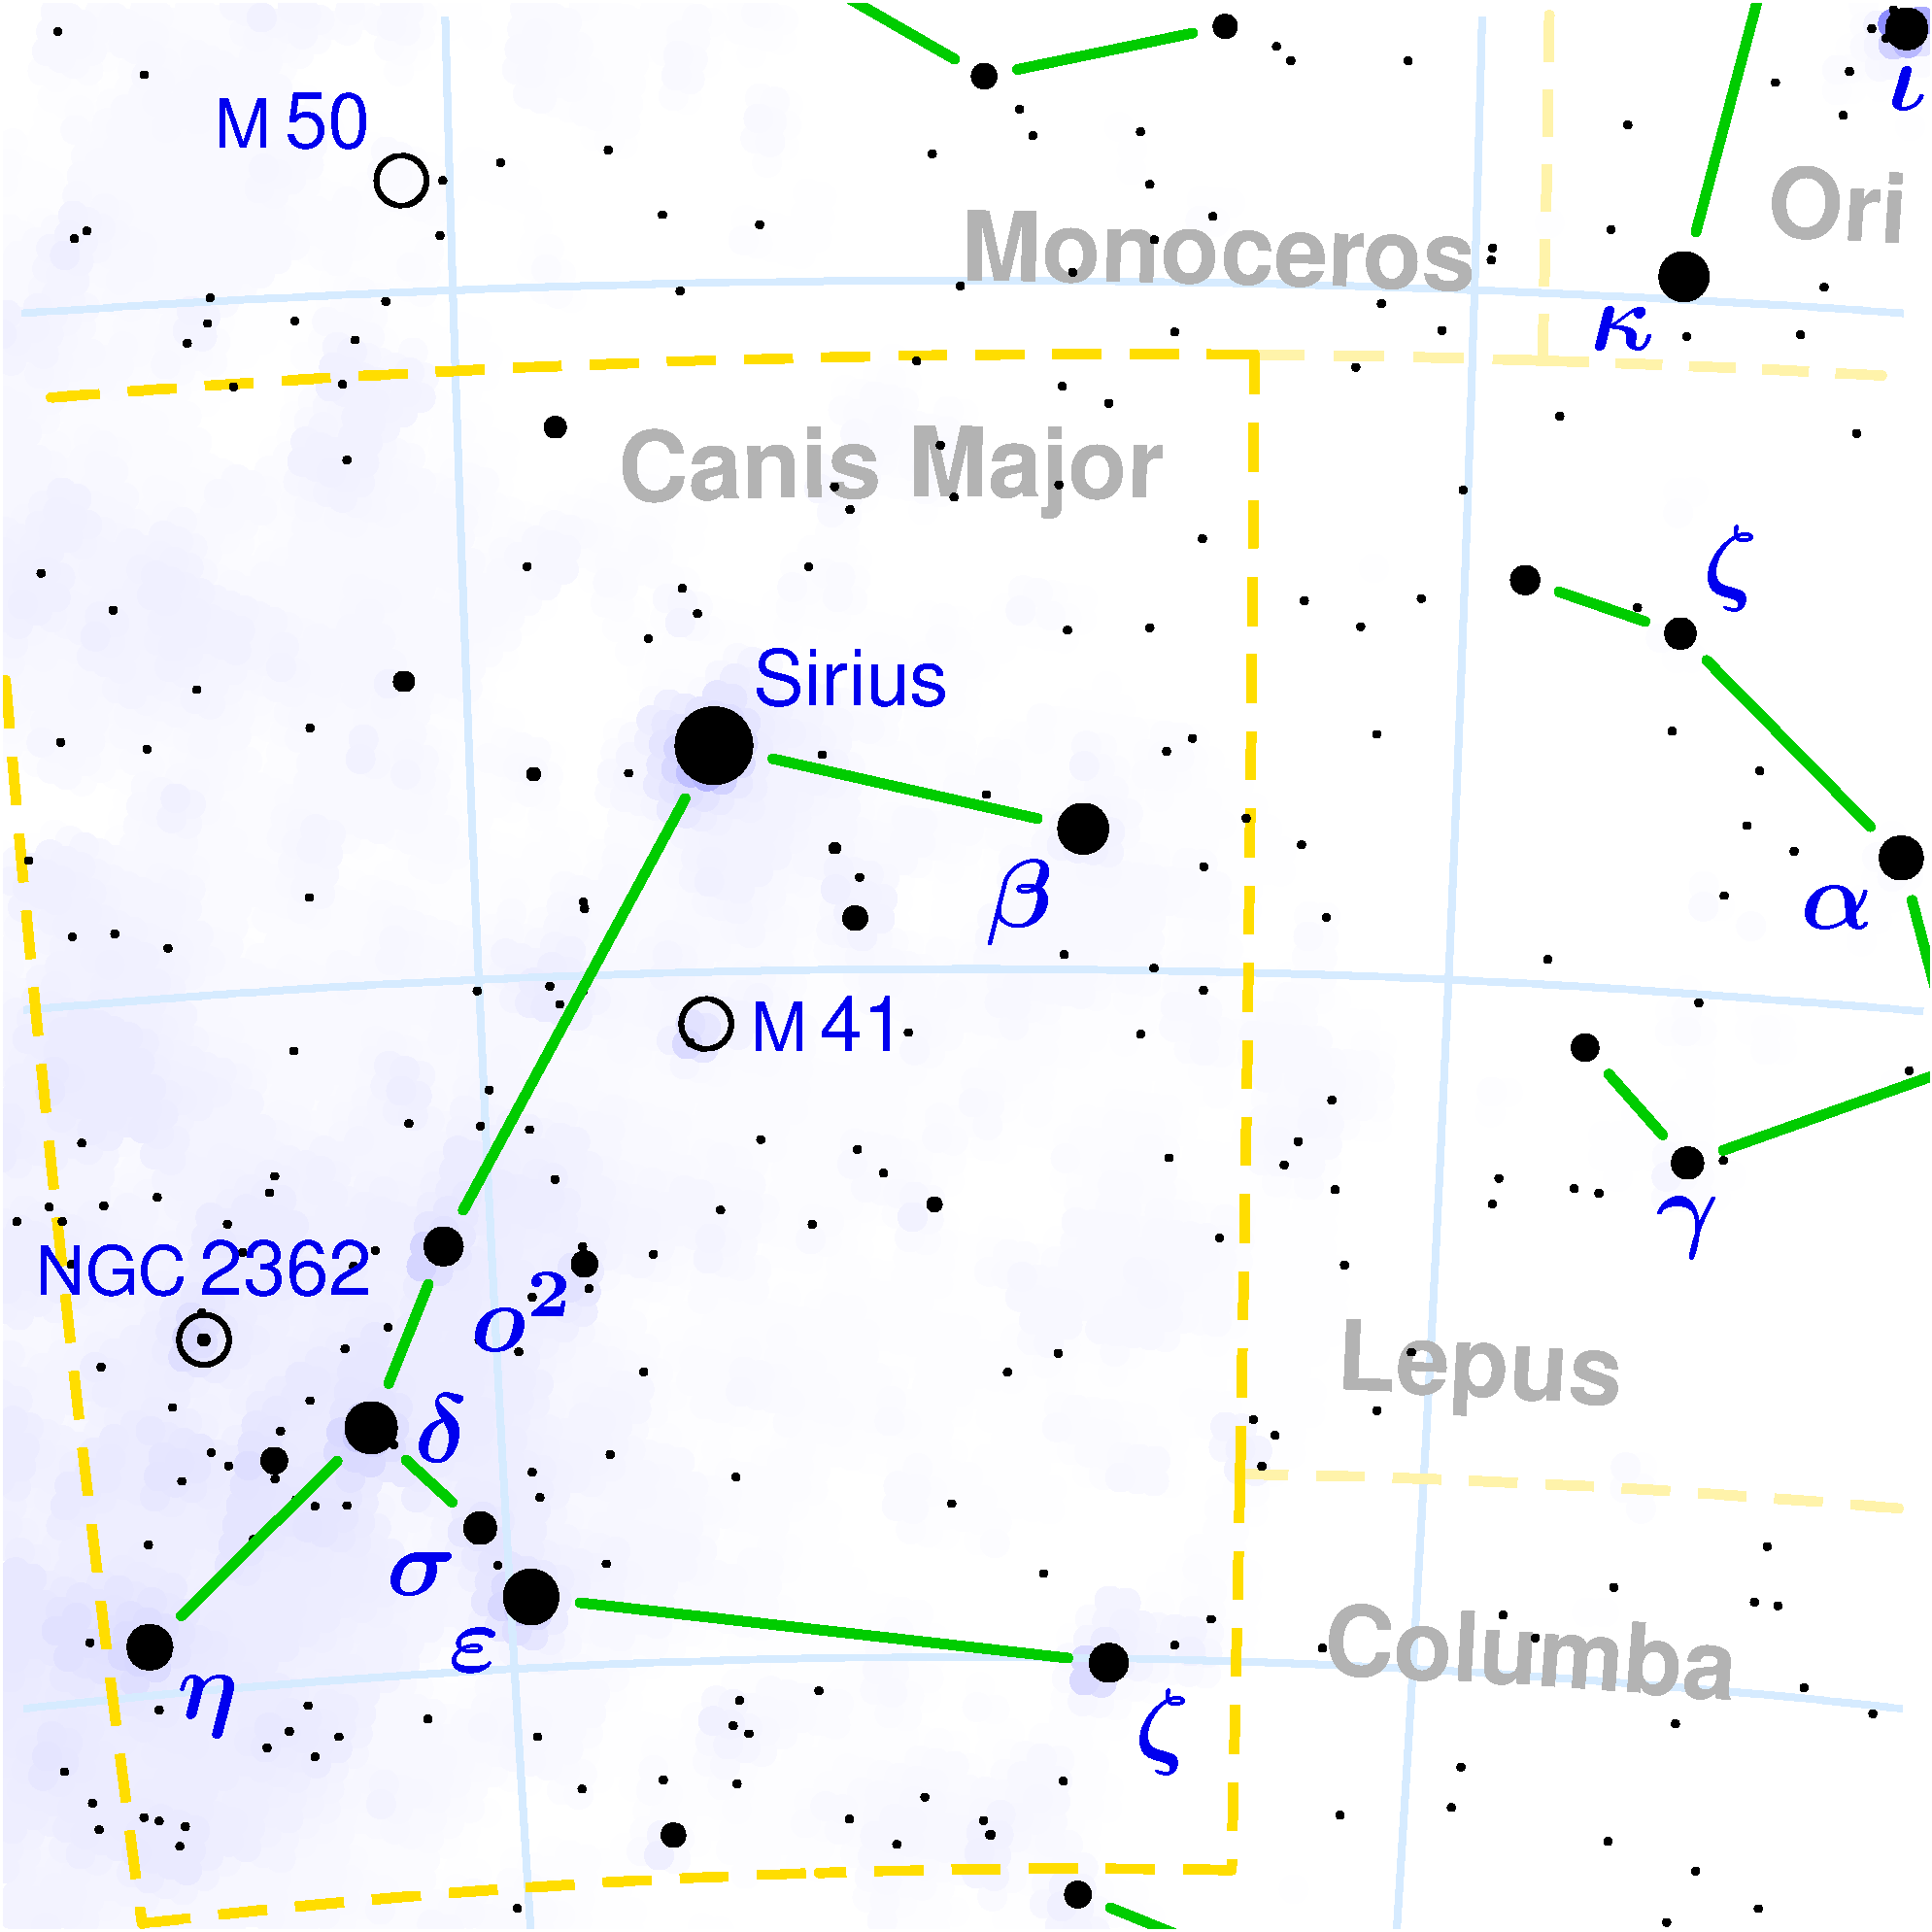 ι
M 50
Ori
Monoceros
κ
Canis Major
ζ
Sirius
β
α
M 41
γ
NGC 2362
ο²
Lepus
δ
σ
Columba
ε
η
ζ